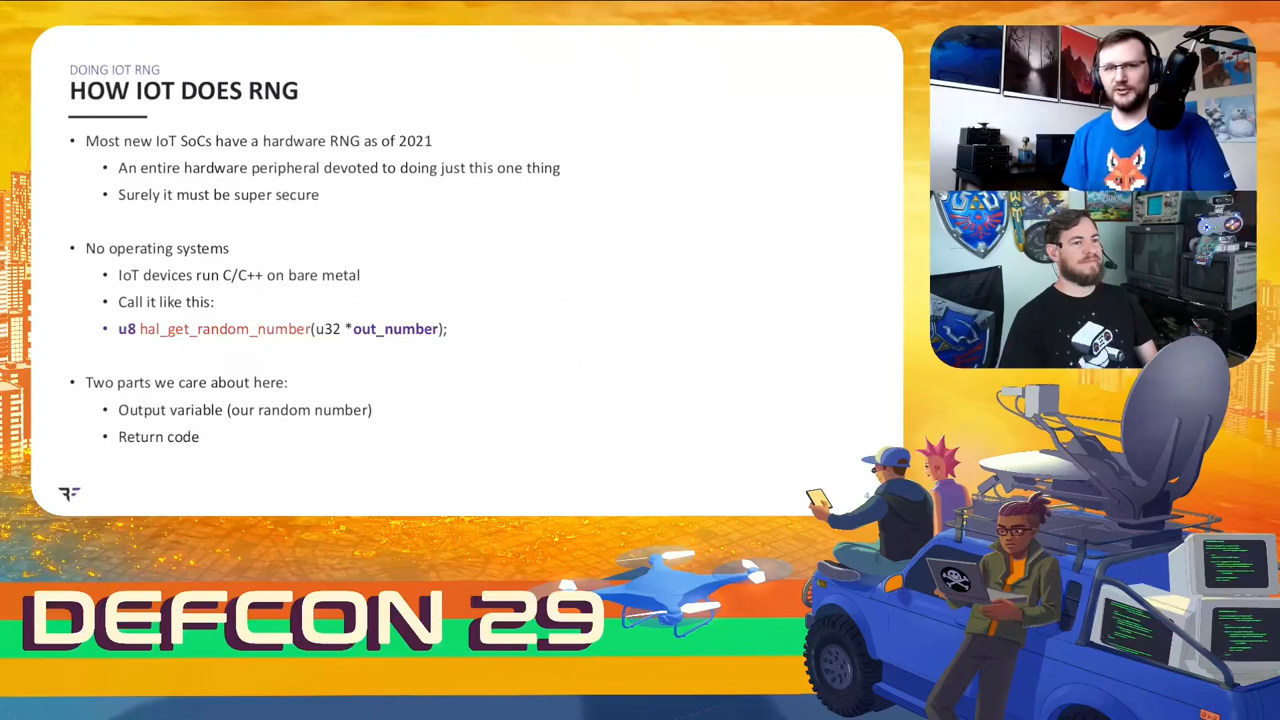 DOING IOT RNG
HOW IOT DOES RNG
• Most new IoT SoCs have a hardware RNG as of 2021
• An entire hardware peripheral devoted to doing just this one thing
• Surely it must be super secure
• No operating systems
• IoT devices run C/C++ on bare metal
• Call it like this:
• u8 hal_get_random_number(u32 *out_number);
• Two parts we care about here:
• Output variable (our random number)
• Return code
DEFCON 29